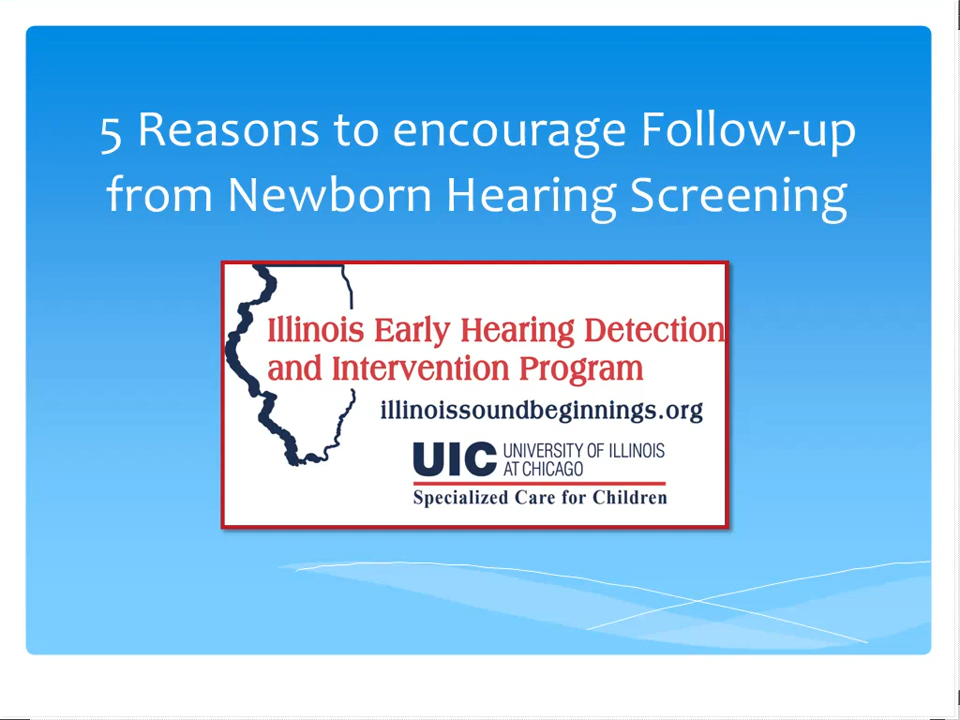 5 Reasons to encourage Follow-up
from Newborn Hearing Screening
Illinois Early Hearing Detection
and Intervention Program
illinoissoundbeginnings.org
UIC UNIVERSITY OF ILLINOIS
AT CHICAGO
Specialized Care for Children